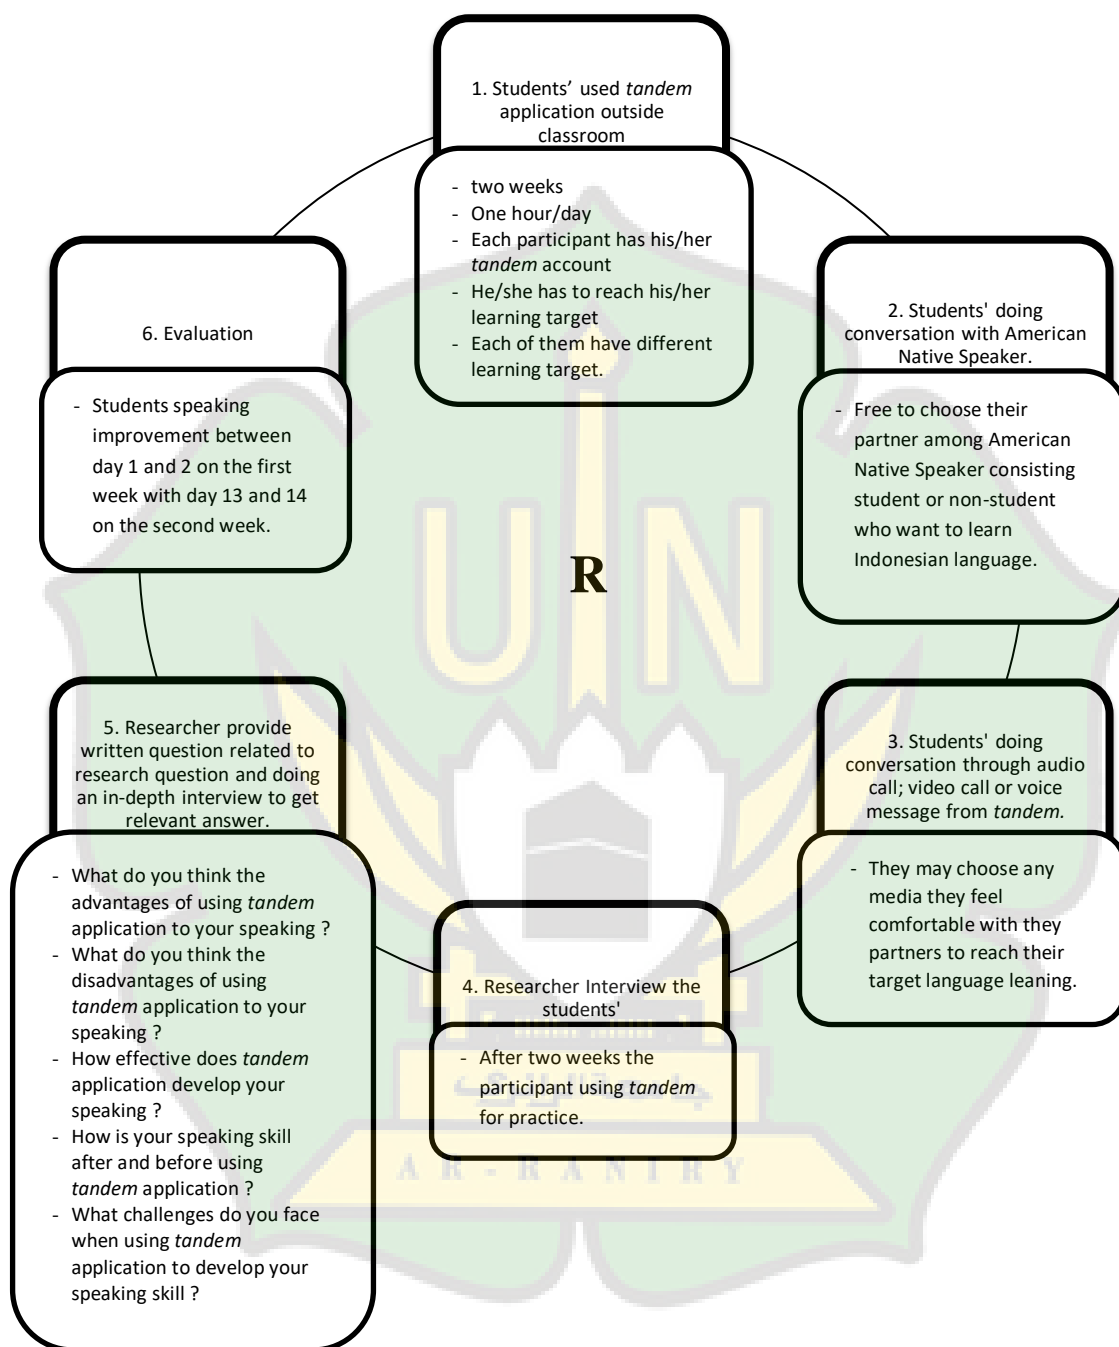 1. Students’ used tandem
application outside
classroom
- two weeks
- One hour/day
- Each participant has his/her
tandem account
- He/she has to reach his/her
learning target
- Each of them have different
learning target.
2. Students' doing
conversation with American
Native Speaker.
- Free to choose their
partner among American
Native Speaker consisting
student or non-student
who want to learn
Indonesian language.
3. Students' doing
conversation through audio
call; video call or voice
message from tandem.
- They may choose any
media they feel
comfortable with they
partners to reach their
target language leaning.
4. Researcher Interview the
students'
- After two weeks the
participant using tandem
for practice.
5. Researcher provide
written question related to
research question and doing
an in-depth interview to get
relevant answer.
- What do you think the
advantages of using tandem
application to your speaking ?
- What do you think the
disadvantages of using
tandem application to your
speaking ?
- How effective does tandem
application develop your
speaking ?
- How is your speaking skill
after and before using
tandem application ?
- What challenges do you face
when using tandem
application to develop your
speaking skill ?
6. Evaluation
- Students speaking
improvement between
day 1 and 2 on the first
week with day 13 and 14
on the second week.
R
UIN
جامعة الرانري
AR-RANIRY